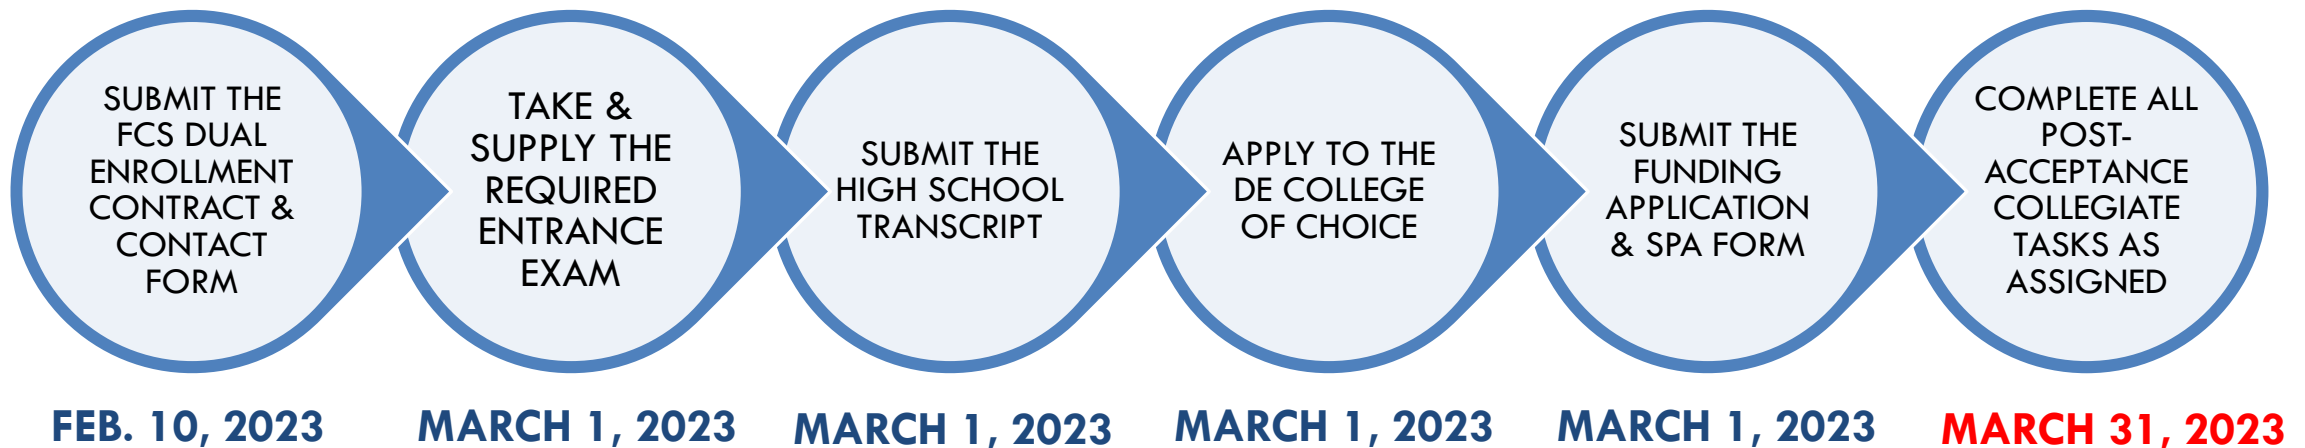 SUBMIT THE
FCS DUAL
ENROLLMENT
CONTRACT &
CONTACT
FORM
TAKE &
SUPPLY THE
REQUIRED
ENTRANCE
EXAM
SUBMIT THE
HIGH SCHOOL
TRANSCRIPT
APPLY TO THE
DE COLLEGE
OF CHOICE
SUBMIT THE
FUNDING
APPLICATION
& SPA FORM
COMPLETE ALL
POST-
ACCEPTANCE
COLLEGIATE
TASKS AS
ASSIGNED
FEB. 10, 2023
MARCH 1, 2023
MARCH 1, 2023
MARCH 1, 2023
MARCH 1, 2023
MARCH 31, 2023